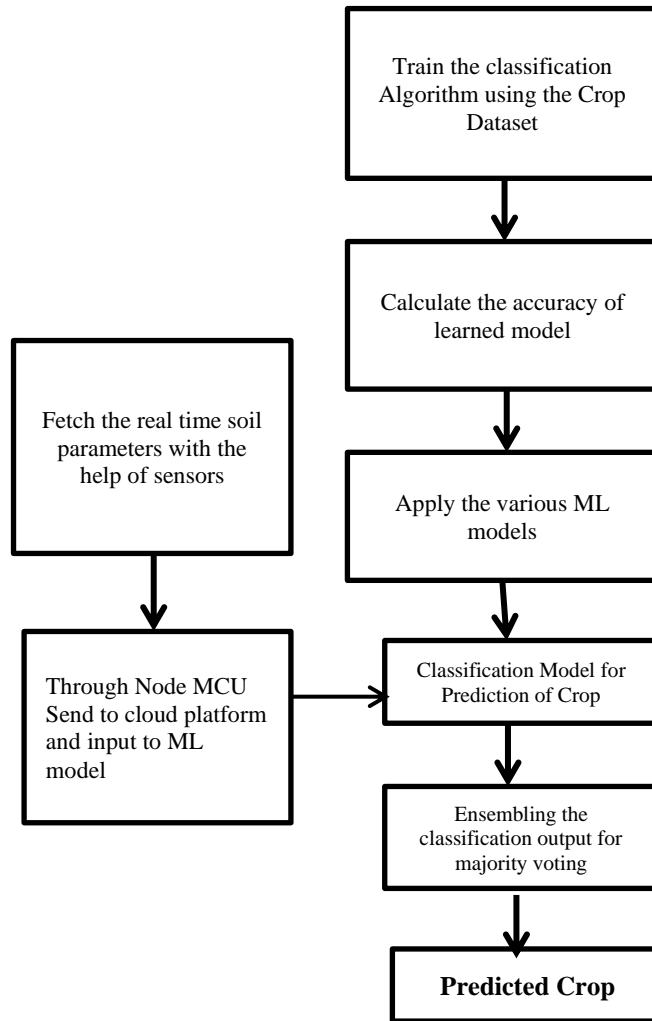 Train the classification
Algorithm using the Crop
Dataset
Calculate the accuracy of
learned model
Fetch the real time soil
parameters with the
help of sensors
Apply the various ML
models
Through Node MCU
Send to cloud platform
and input to ML
model
Classification Model for
Prediction of Crop
Ensembling the
classification output for
majority voting
Predicted Crop